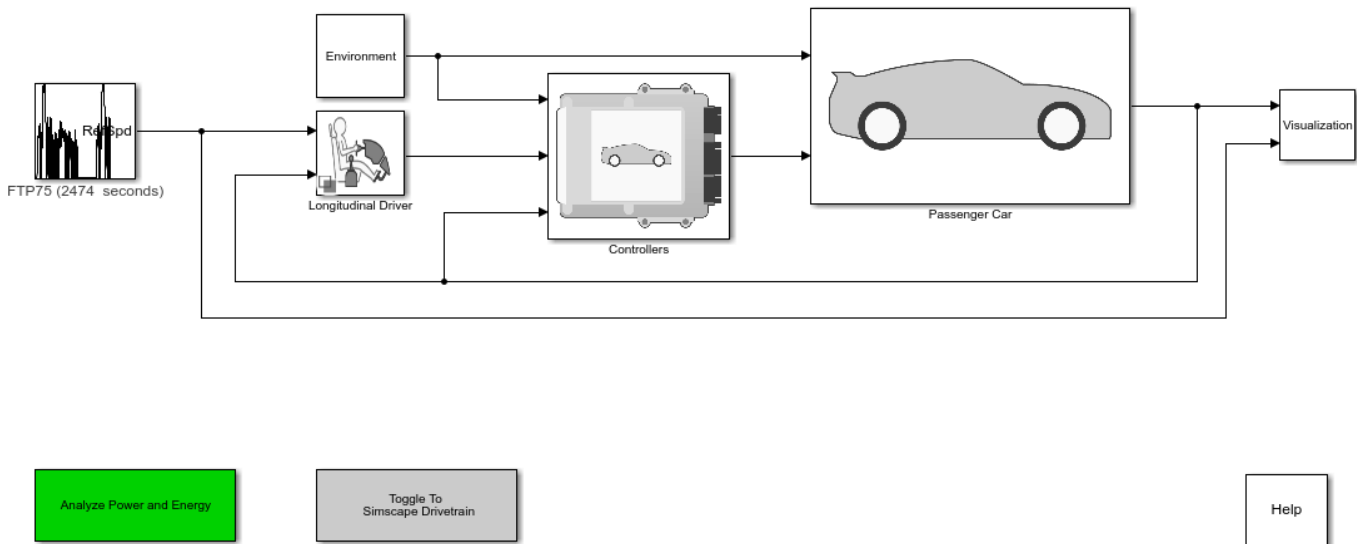 Environment
RefSpd
FTP75 (2474 seconds)
Longitudinal Driver
Controllers
Passenger Car
Visualization
Analyze Power and Energy
Toggle To
Simscape Drivetrain
Help